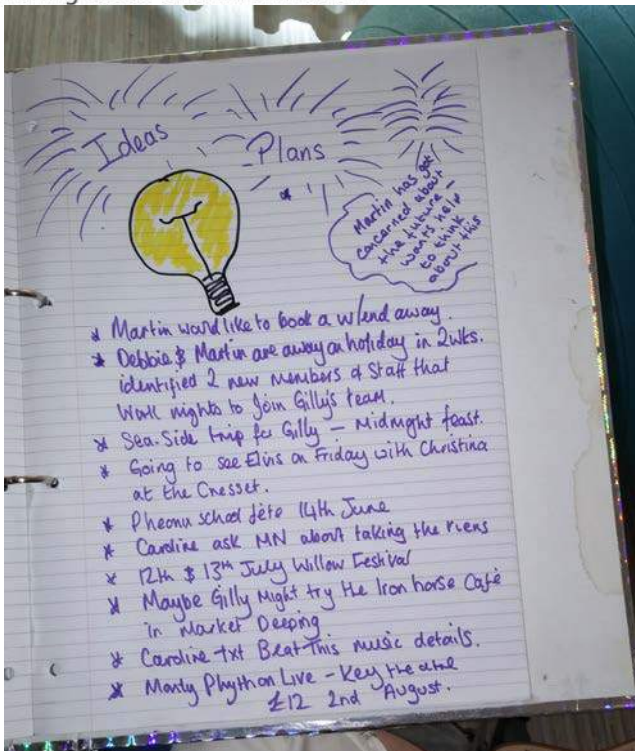 Ideas
Plans
Martin has got
concerned about
the future -
wants help
to think
about this
* Martin would like to book a w/end away.
* Debbie & Martin are away on holiday in 2wks.
identified 2 new members of staff that
work nights to join Gilly's team.
* Sea-Side trip for Gilly - Midnight feast.
* Going to see Elvis on Friday with Christina
at the Cresset.
* Pheonix school fête 14th June
* Caroline ask MN about taking the riens
* 12th & 13th July Willow Festival
* Maybe Gilly Might try the Iron horse Café
in Market Deeping
* Caroline txt Beat This music details.
* Monty Phython Live - Key theatre
£12 2nd August.